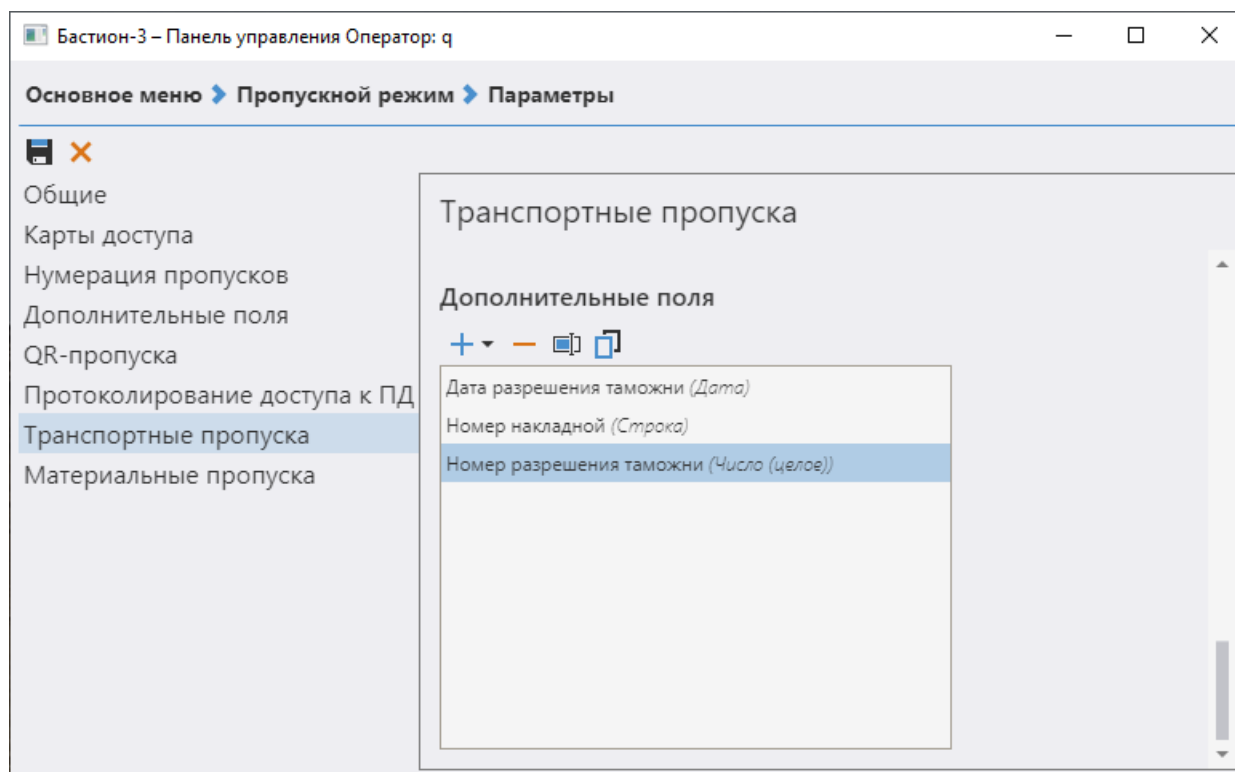 Бастион-3 – Панель управления Оператор: q
Основное меню Пропускной режим Параметры
Общие
Карты доступа
Нумерация пропусков
Дополнительные поля
QR-пропуска
Протоколирование доступа к ПД
Транспортные пропуска
Материальные пропуска
Транспортные пропуска
Дополнительные поля
Дата разрешения таможни (Дата)
Номер накладной (Строка)
Номер разрешения таможни (Число (целое))